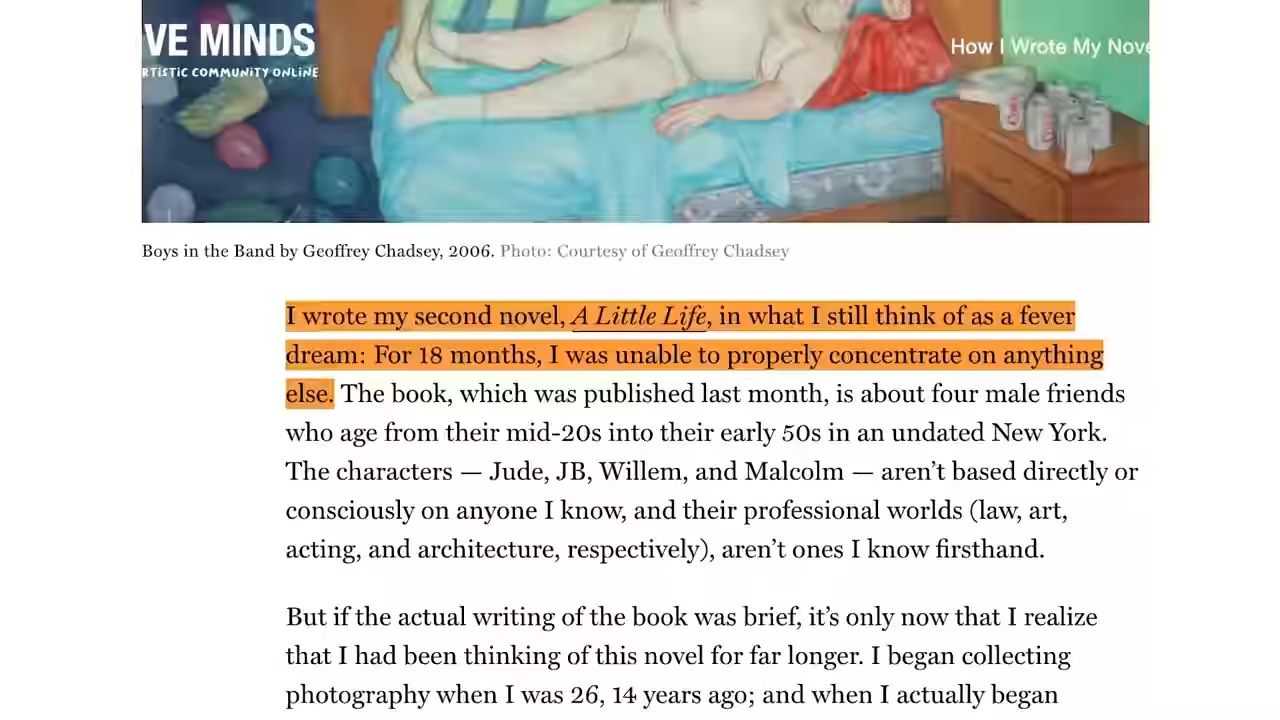 VE MINDS
RTISTIC COMMUNITY ONLINE
How I Wrote My Nove
Boys in the Band by Geoffrey Chadsey, 2006. Photo: Courtesy of Geoffrey Chadsey
I wrote my second novel, A Little Life, in what I still think of as a fever
dream: For 18 months, I was unable to properly concentrate on anything
else. The book, which was published last month, is about four male friends
who age from their mid-20s into their early 50s in an undated New York.
The characters — Jude, JB, Willem, and Malcolm — aren’t based directly or
consciously on anyone I know, and their professional worlds (law, art,
acting, and architecture, respectively), aren’t ones I know firsthand.
But if the actual writing of the book was brief, it’s only now that I realize
that I had been thinking of this novel for far longer. I began collecting
photography when I was 26, 14 years ago; and when I actually began